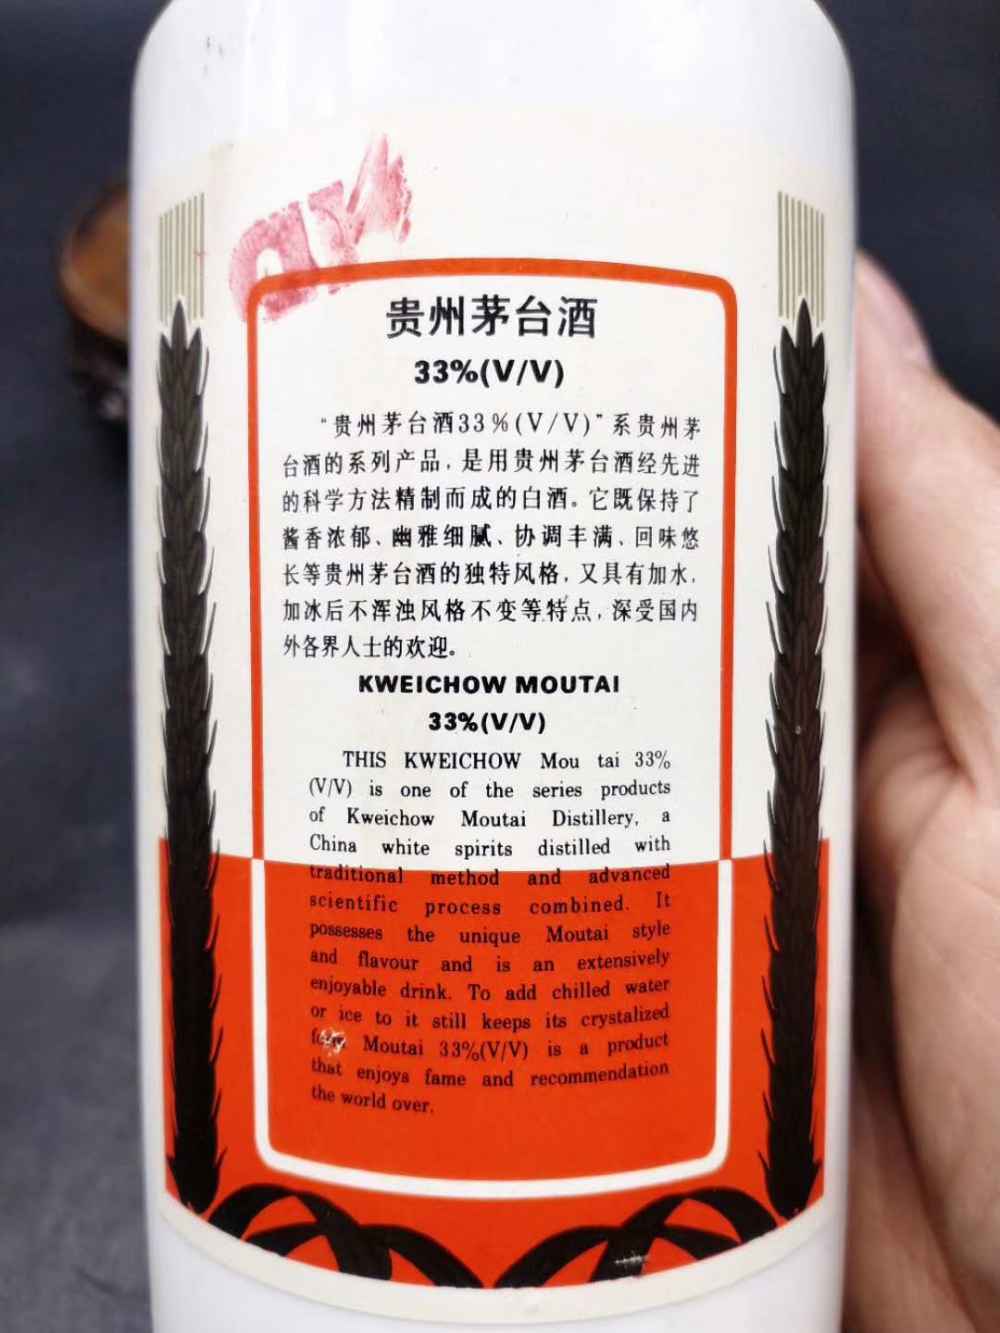 贵州茅台酒
33%(V/V)
“贵州茅台酒33%(V/V)”系贵州茅
台酒的系列产品，是用贵州茅台酒经先进
的科学方法精制而成的白酒。它既保持了
酱香浓郁、幽雅细腻、协调丰满、回味悠
长等贵州茅台酒的独特风格，又具有加水，
加冰后不浑浊风格不变等特点，深受国内
外各界人士的欢迎。
KWEICHOW MOUTAI
33%(V/V)
THIS KWEICHOW Mou tai 33%
(V/V) is one of the series products
of Kweichow Moutai Distillery, a
China white spirits distilled with
traditional method and advanced
scientific process combined. It
possesses the unique Moutai style
and flavour and is an extensively
enjoyable drink. To add chilled water
or ice to it still keeps its crystalized
Moutai 33%(V/V) is a product
that enjoys fame and recommendation
the world over.